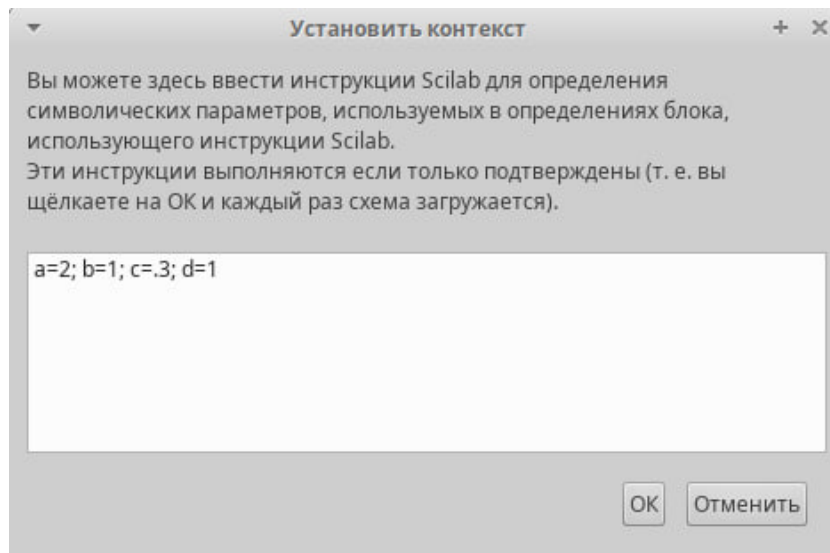 Установить контекст
Вы можете здесь ввести инструкции Scilab для определения
символических параметров, используемых в определениях блока,
использующего инструкции Scilab.
Эти инструкции выполняются если только подтверждены (т. е. вы
щёлкаете на ОК и каждый раз схема загружается).
a=2; b=1; c=.3; d=1
ОК Отменить